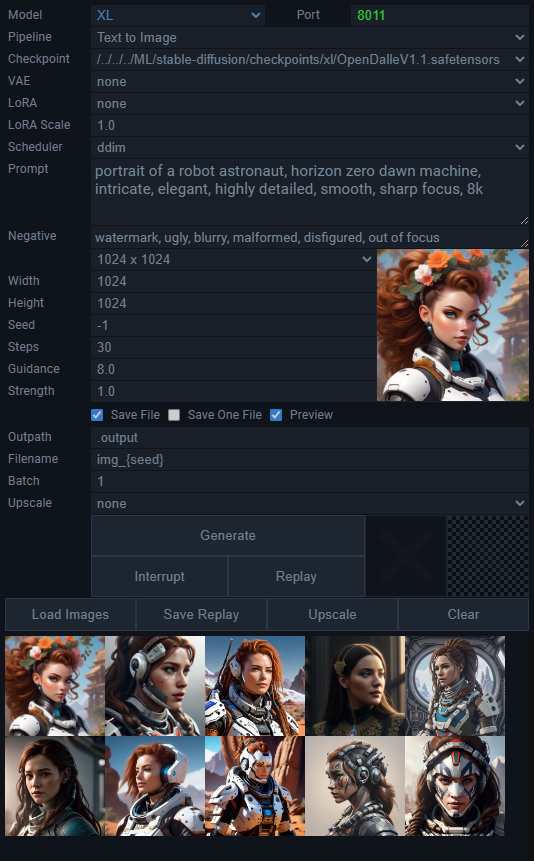 Model XL Port 8011
Pipeline Text to Image
Checkpoint /../../../ML/stable-diffusion/checkpoints/xl/OpenDalleV1.1.safetensors
VAE none
LoRA none
LoRA Scale 1.0
Scheduler ddim
Prompt portrait of a robot astronaut, horizon zero dawn machine,
intricate, elegant, highly detailed, smooth, sharp focus, 8k
Negative watermark, ugly, blurry, malformed, disfigured, out of focus
1024 x 1024
Width 1024
Height 1024
Seed -1
Steps 30
Guidance 8.0
Strength 1.0
Save File Save One File Preview
Outpath .output
Filename img_{seed}
Batch 1
Upscale none
Generate
Interrupt Replay
Load Images Save Replay Upscale Clear